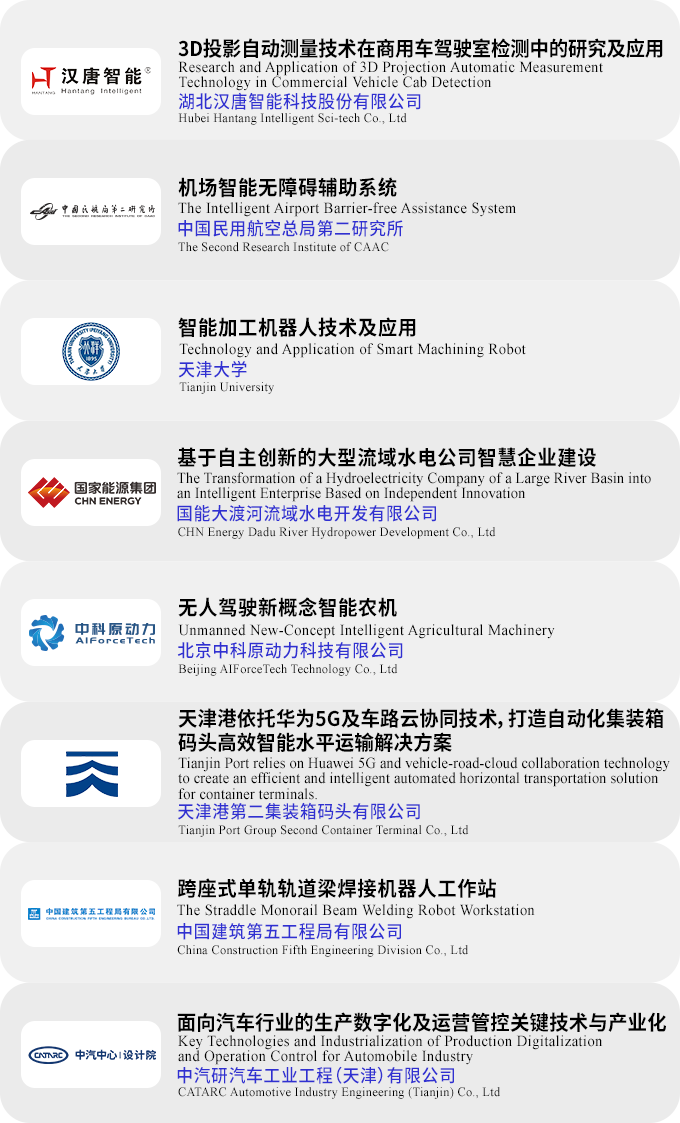 汉唐智能®
HANTANG Hantang Intelligent
3D投影自动测量技术在商用车驾驶室检测中的研究及应用
Research and Application of 3D Projection Automatic Measurement
Technology in Commercial Vehicle Cab Detection
湖北汉唐智能科技股份有限公司
Hubei Hantang Intelligent Sci-tech Co., Ltd
中国民航局第二研究所
THE SECOND RESEARCH INSTITUTE OF CAAC
机场智能无障碍辅助系统
The Intelligent Airport Barrier-free Assistance System
中国民用航空总局第二研究所
The Second Research Institute of CAAC
1895
天津大学
智能加工机器人技术及应用
Technology and Application of Smart Machining Robot
天津大学
Tianjin University
国家能源集团
CHN ENERGY
基于自主创新的大型流域水电公司智慧企业建设
The Transformation of a Hydroelectricity Company of a Large River Basin into
an Intelligent Enterprise Based on Independent Innovation
国能大渡河流域水电开发有限公司
CHN Energy Dadu River Hydropower Development Co., Ltd
中科原动力
AIForceTech
无人驾驶新概念智能农机
Unmanned New-Concept Intelligent Agricultural Machinery
北京中科原动力科技有限公司
Beijing AIForceTech Technology Co., Ltd
天津港依托华为5G及车路云协同技术，打造自动化集装箱
码头高效智能水平运输解决方案
Tianjin Port relies on Huawei 5G and vehicle-road-cloud collaboration technology
to create an efficient and intelligent automated horizontal transportation solution
for container terminals.
天津港第二集装箱码头有限公司
Tianjin Port Group Second Container Terminal Co., Ltd
中国建筑第五工程局有限公司
CHINA CONSTRUCTION FIFTH ENGINEERING BUREAU CO.,LTD.
跨座式单轨轨道梁焊接机器人工作站
The Straddle Monorail Beam Welding Robot Workstation
中国建筑第五工程局有限公司
China Construction Fifth Engineering Division Co., Ltd
CATARC 中汽中心|设计院
面向汽车行业的生产数字化及运营管控关键技术与产业化
Key Technologies and Industrialization of Production Digitalization
and Operation Control for Automobile Industry
中汽研汽车工业工程（天津）有限公司
CATARC Automotive Industry Engineering (Tianjin) Co., Ltd